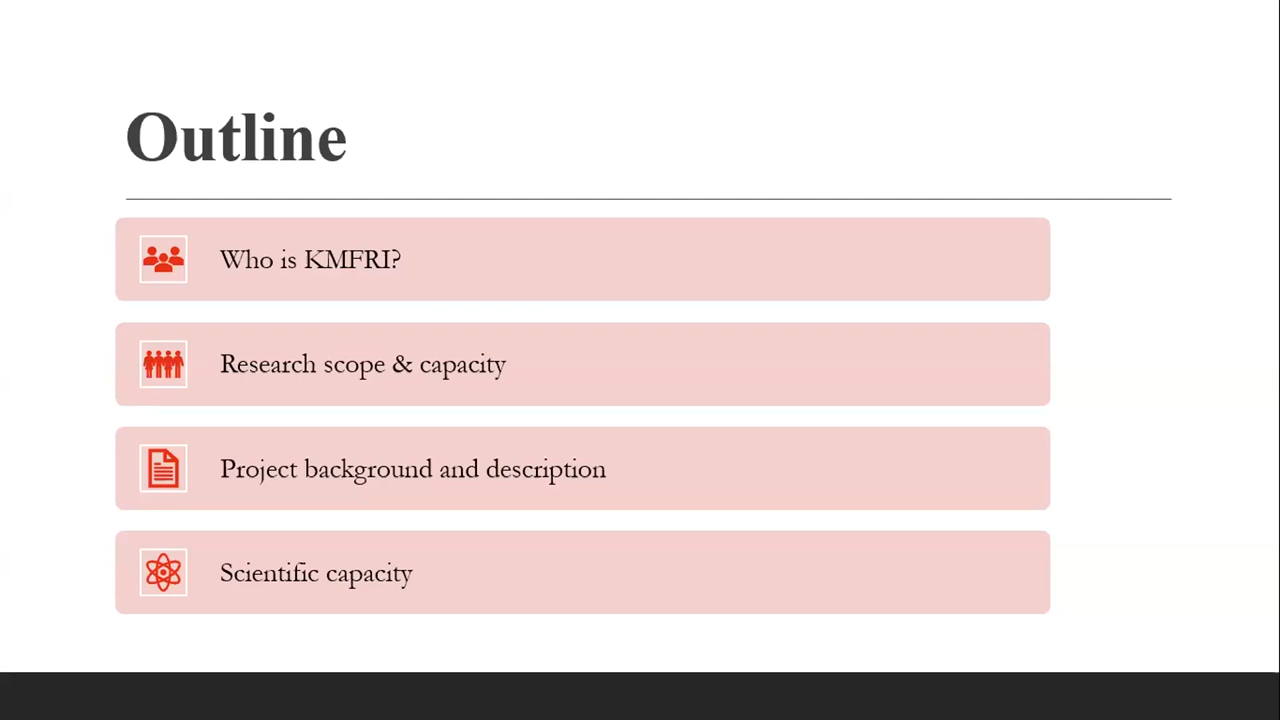 Outline
Who is KMFRI?
Research scope & capacity
Project background and description
Scientific capacity